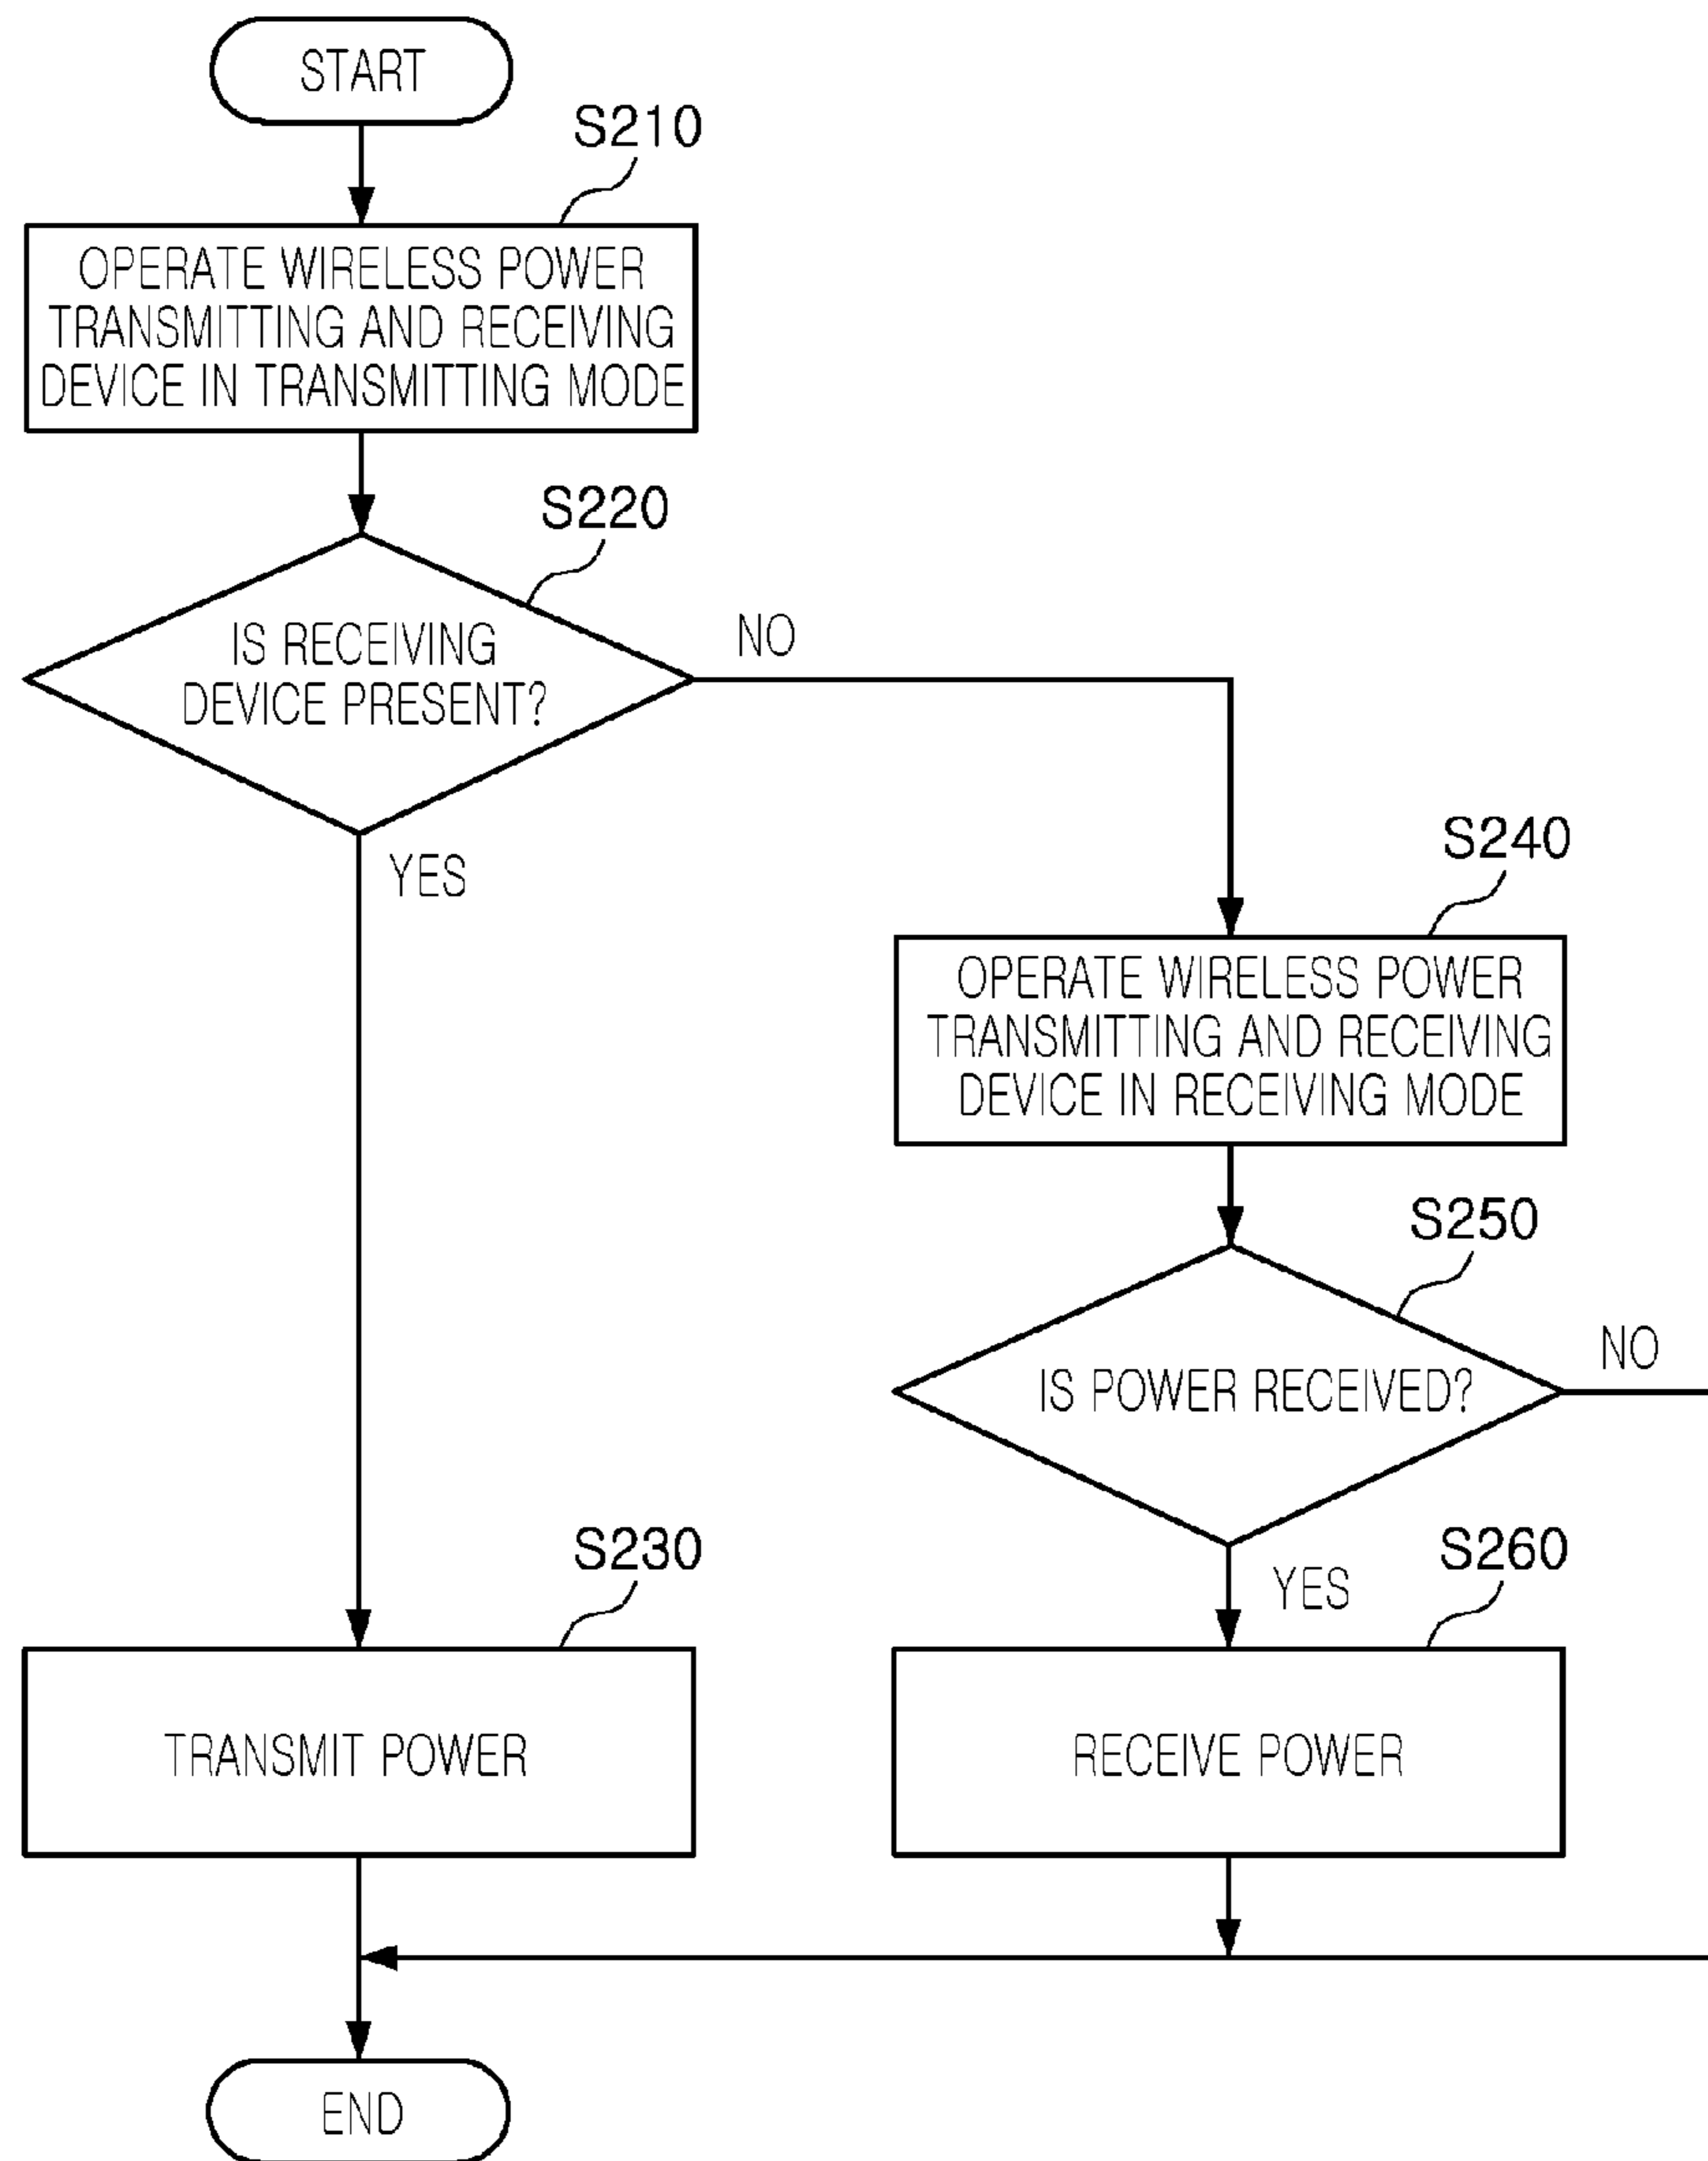 START
S210
OPERATE WIRELESS POWER
TRANSMITTING AND RECEIVING
DEVICE IN TRANSMITTING MODE
S220
IS RECEIVING
DEVICE PRESENT?
NO
YES
S240
OPERATE WIRELESS POWER
TRANSMITTING AND RECEIVING
DEVICE IN RECEIVING MODE
S250
IS POWER RECEIVED?
NO
YES
S230
TRANSMIT POWER
S260
RECEIVE POWER
END